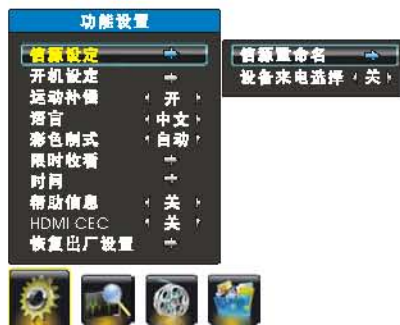 功能设置
信源设定
开机设定
运动补偿 开
语言 中文
彩色制式 自动
限时收看
时间
帮助信息 关
HDMI CEC 关
恢复出厂设置
信源重命名
设备来电选择 关